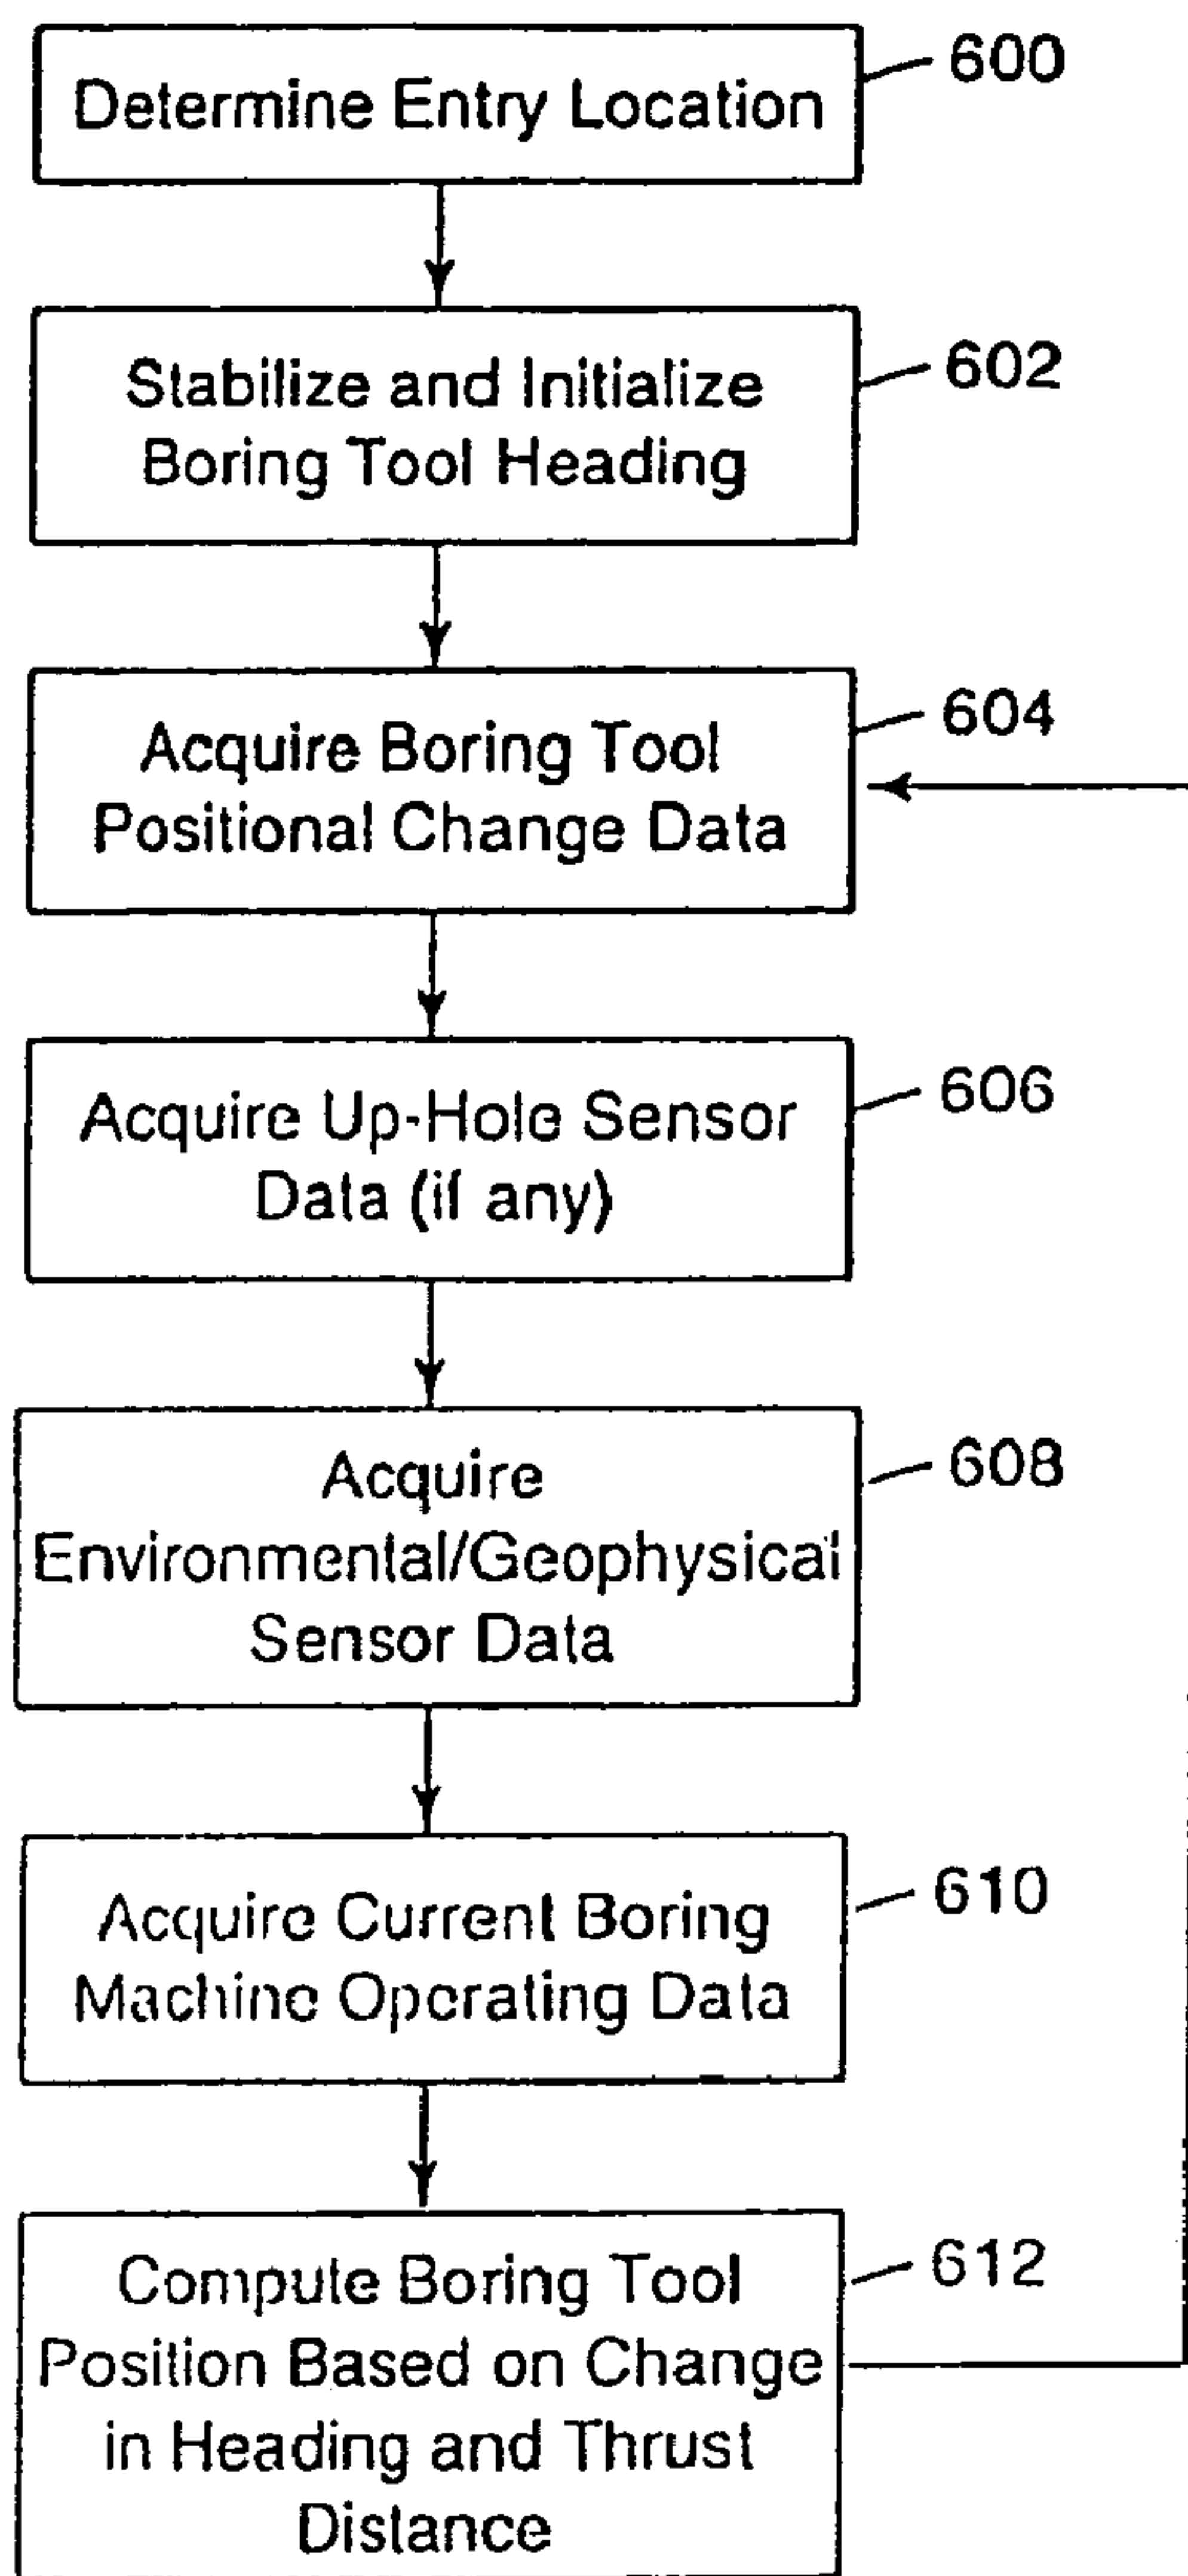 Determine Entry Location
600
Stabilize and Initialize
Boring Tool Heading
602
Acquire Boring Tool
Positional Change Data
604
Acquire Up-Hole Sensor
Data (if any)
606
Acquire
Environmental/Geophysical
Sensor Data
608
Acquire Current Boring
Machine Operating Data
610
Compute Boring Tool
Position Based on Change
in Heading and Thrust
Distance
612